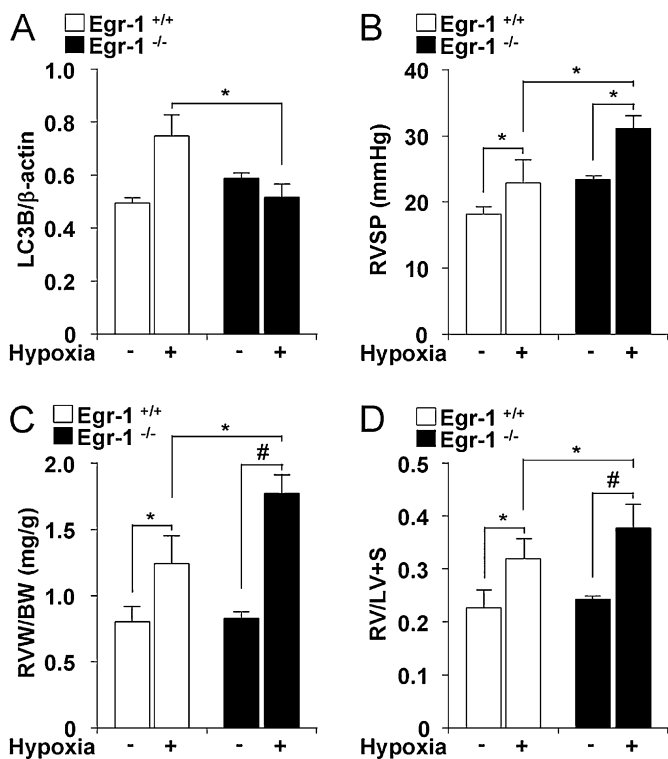 A
Egr-1 +/+
Egr-1 -/-
1.0
0.8
0.6
0.4
0.2
0
LC3B/β-actin
*
Hypoxia - + - +
B
Egr-1 +/+
Egr-1 -/-
40
30
20
10
0
RVSP (mmHg)
*
* *
Hypoxia - + - +
C
Egr-1 +/+
Egr-1 -/-
2.0
1.5
1.0
0.5
0
RVW/BW (mg/g)
*
* #
Hypoxia - + - +
D
Egr-1 +/+
Egr-1 -/-
0.5
0.4
0.3
0.2
0.1
0
RV/LV+S
*
* #
Hypoxia - + - +